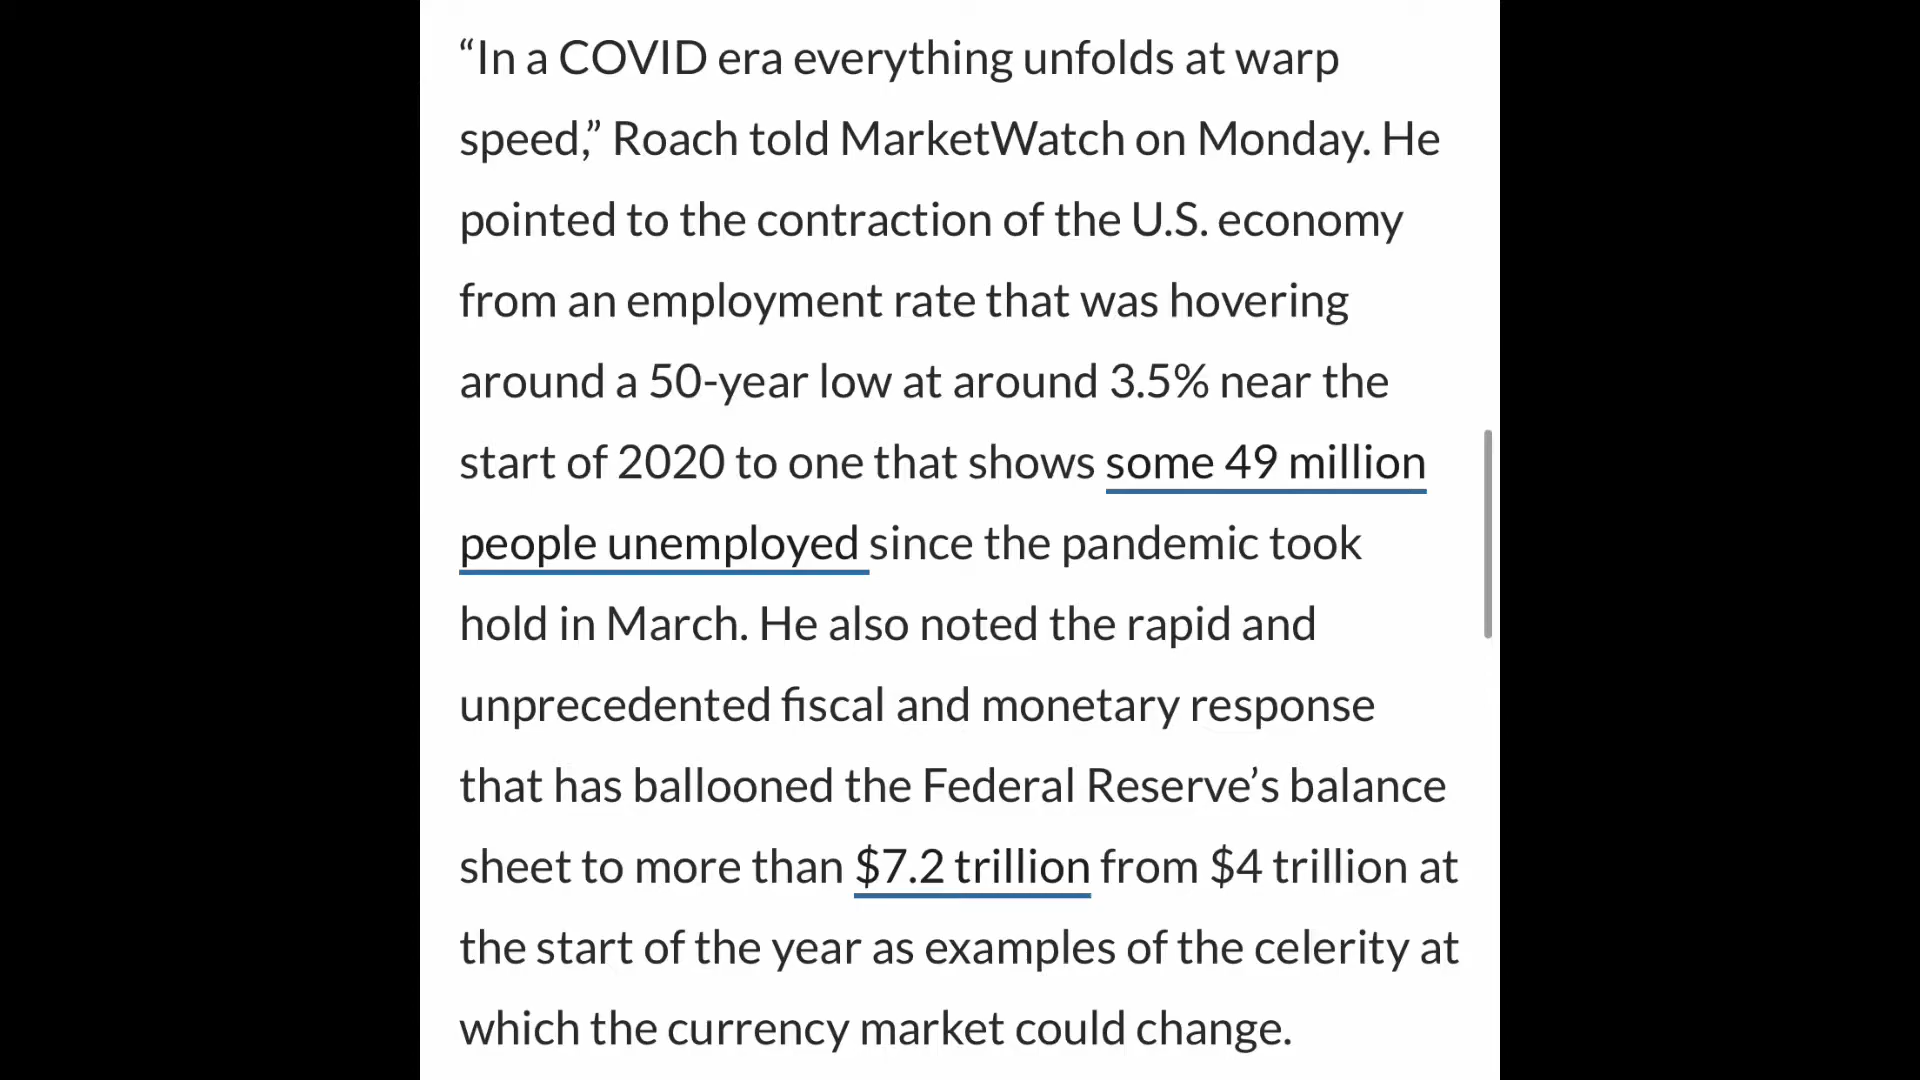 “In a COVID era everything unfolds at warp
speed,” Roach told MarketWatch on Monday. He
pointed to the contraction of the U.S. economy
from an employment rate that was hovering
around a 50-year low at around 3.5% near the
start of 2020 to one that shows some 49 million
people unemployed since the pandemic took
hold in March. He also noted the rapid and
unprecedented fiscal and monetary response
that has ballooned the Federal Reserve’s balance
sheet to more than $7.2 trillion from $4 trillion at
the start of the year as examples of the celerity at
which the currency market could change.